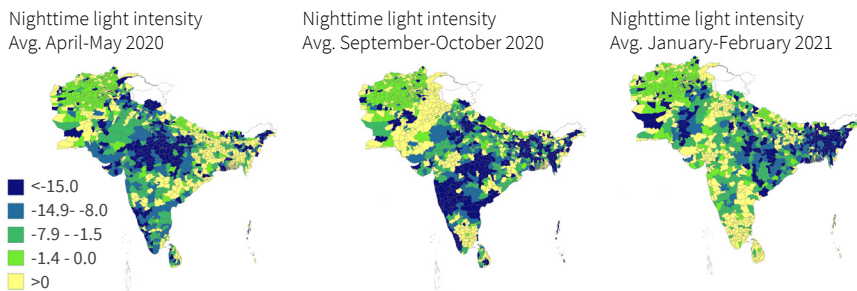 Nighttime light intensity
Avg. April-May 2020
Nighttime light intensity
Avg. September-October 2020
Nighttime light intensity
Avg. January-February 2021
<-15.0
-14.9- -8.0
-7.9 - -1.5
-1.4 - 0.0
>0